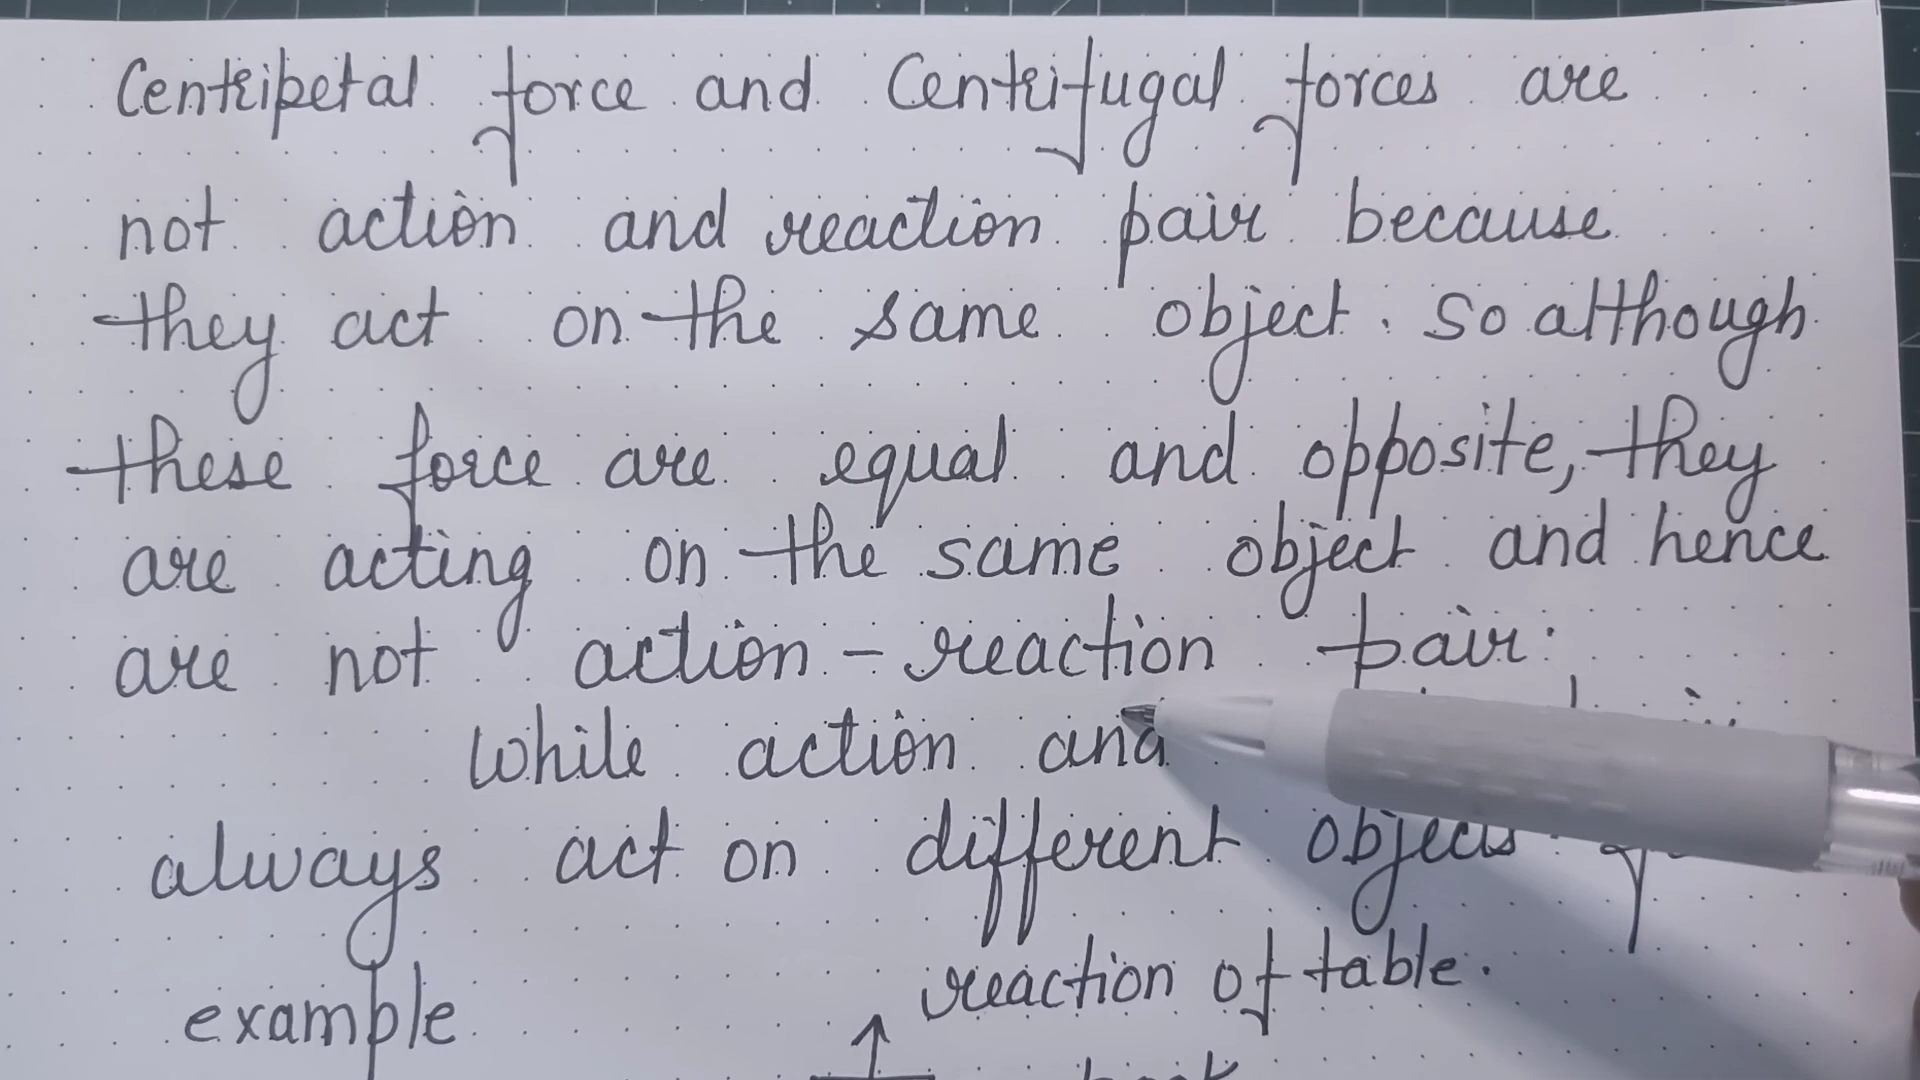 Centripetal force and Centrifugal forces are
not action and reaction pair because
they act on the same object. So although
these force are equal and opposite, they
are acting on the same object and hence
are not action - reaction pair.
While action and
always act on different objects
example
reaction of table.